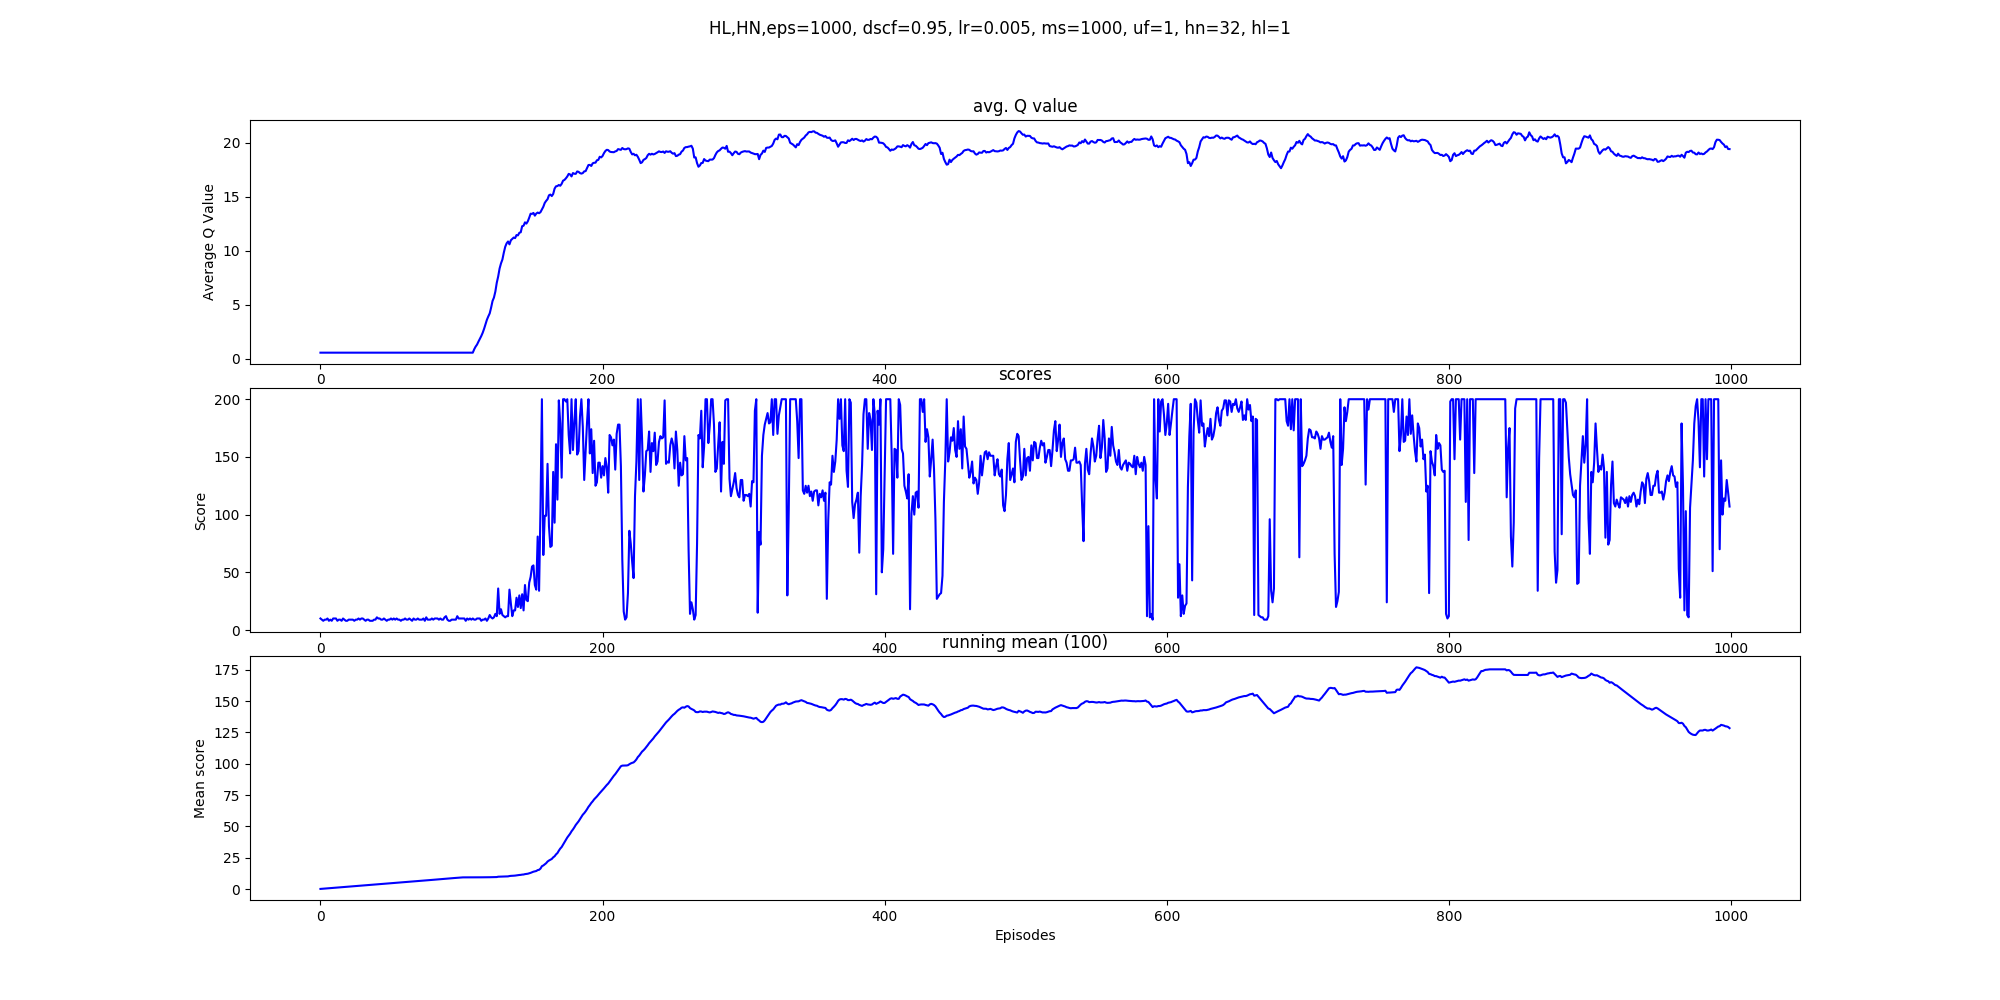 HL,HN,eps=1000, dscf=0.95, lr=0.005, ms=1000, uf=1, hn=32, hl=1
avg. Q value
Average Q Value
20
15
10
5
0
0 200 400 600 800 1000
scores
Score
200
150
100
50
0
0 200 400 600 800 1000
running mean (100)
Mean score
175
150
125
100
75
50
25
0
0 200 400 600 800 1000
Episodes